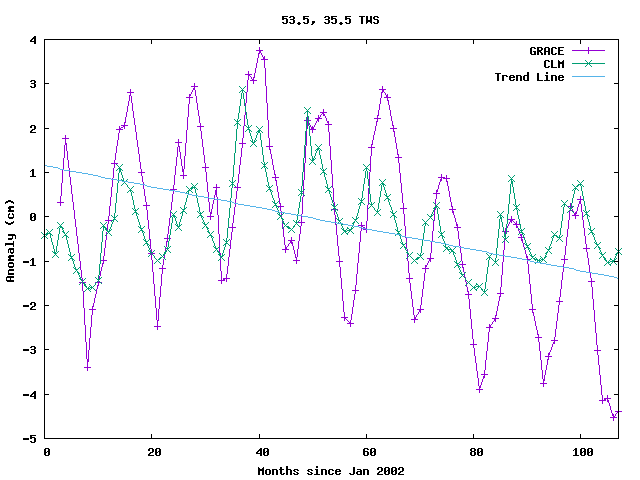 53.5, 35.5 TWS
GRACE
CLM
Trend Line
4
3
2
1
0
-1
-2
-3
-4
-5
Anomaly (cm)
0 20 40 60 80 100
Months since Jan 2002